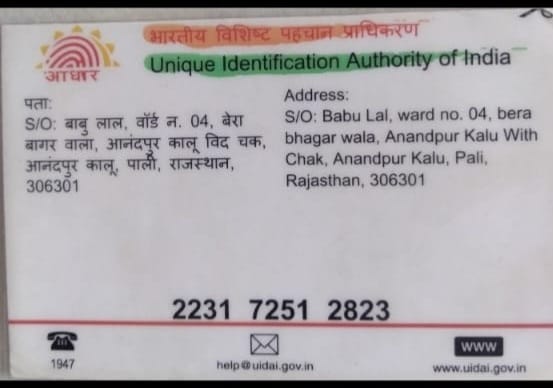 भारतीय विशिष्ट पहचान प्राधिकरण
Unique Identification Authority of India
आधार
पता:
S/O: बाबु लाल, वॉर्ड न. 04, बेरा
बागर वाला, आनंदपुर कालू विद चक,
आनंदपुर कालू, पाली, राजस्थान,
306301
Address:
S/O: Babu Lal, ward no. 04, bera
bhagar wala, Anandpur Kalu With
Chak, Anandpur Kalu, Pali,
Rajasthan, 306301
2231 7251 2823
1947
help@uidai.gov.in
www
www.uidai.gov.in